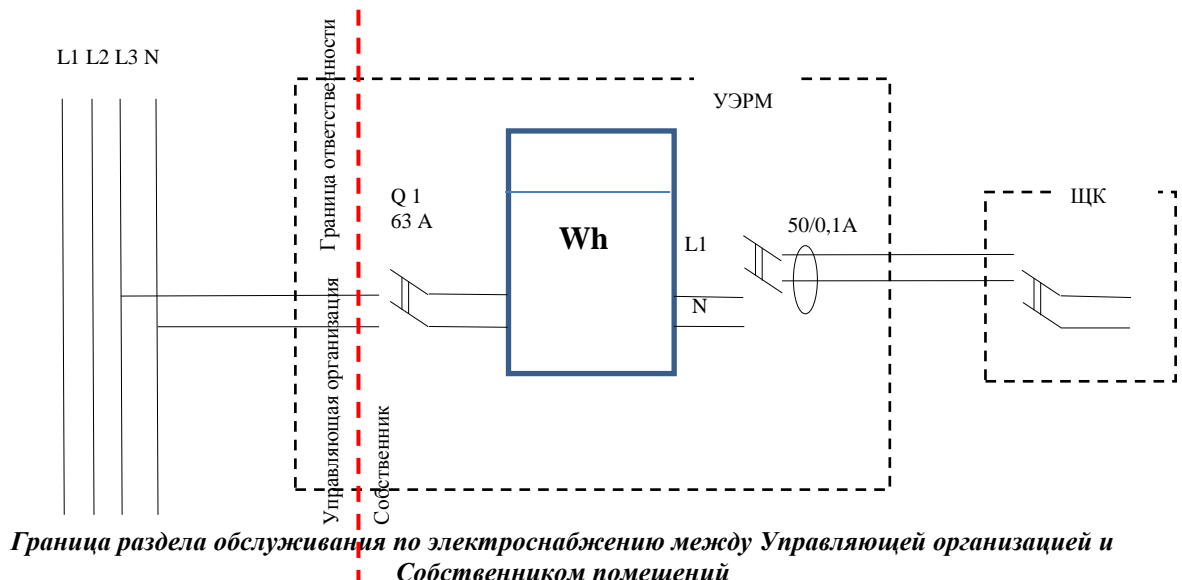 L1 L2 L3 N
Граница ответственности
УЭРМ
Q 1
63 А
ЩК
50/0,1А
Wh
L1
N
Управляющая организация
Собственник
Граница раздела обслуживания по электроснабжению между Управляющей организацией и
Собственником помещений